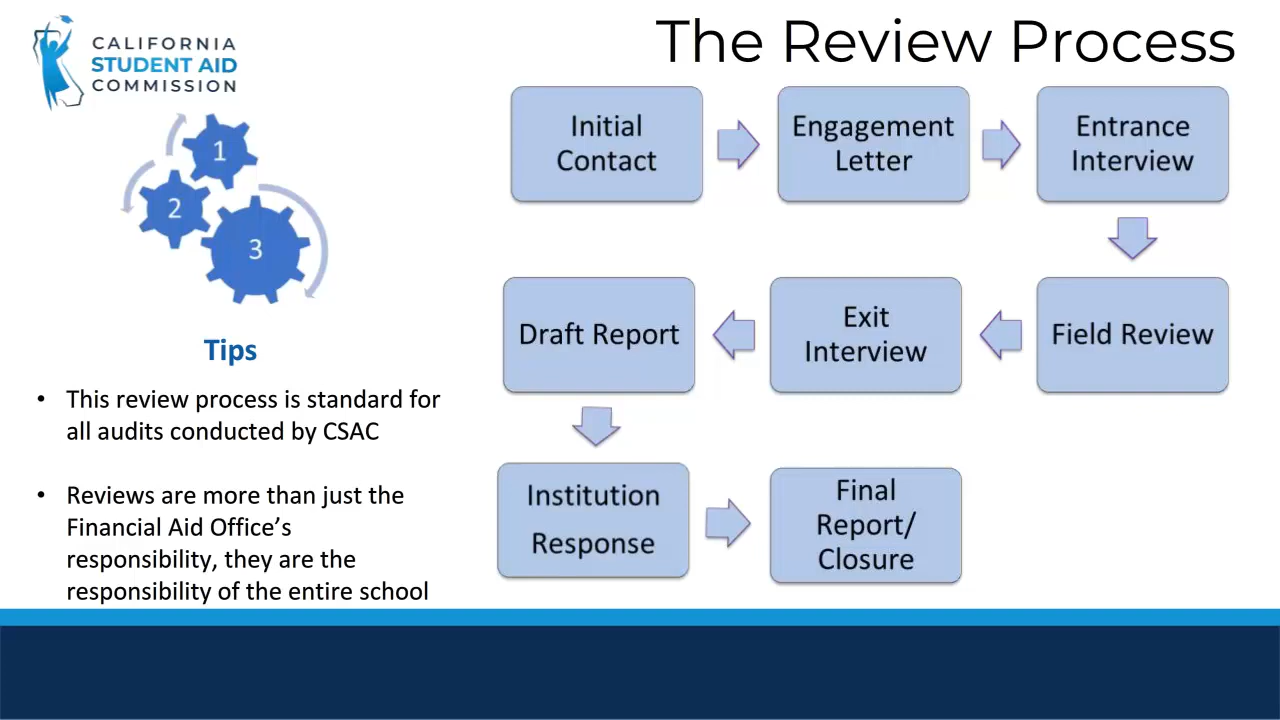 CALIFORNIA
STUDENT AID
COMMISSION
The Review Process
1
2
3
Tips
• This review process is standard for
all audits conducted by CSAC
• Reviews are more than just the
Financial Aid Office’s
responsibility, they are the
responsibility of the entire school
Initial
Contact
Engagement
Letter
Entrance
Interview
Field Review
Exit
Interview
Draft Report
Institution
Response
Final
Report/
Closure